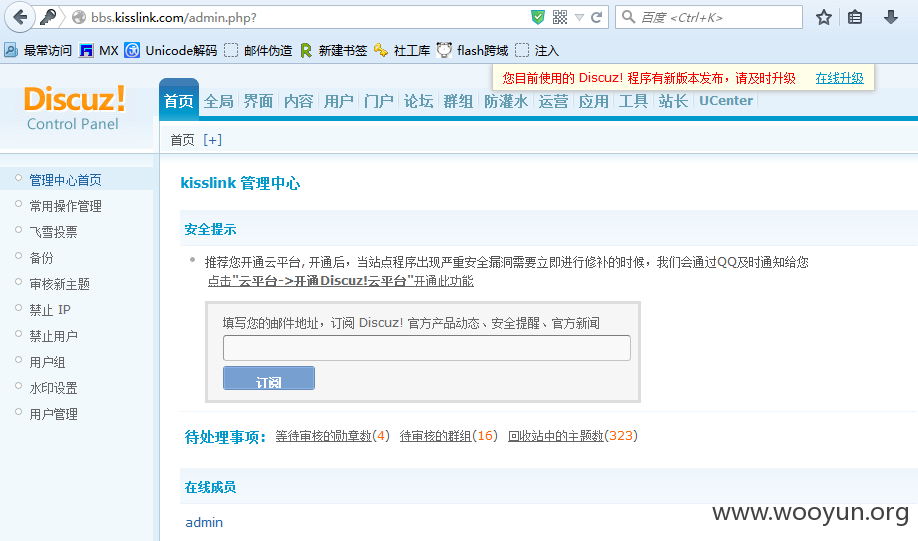 bbs.kisslink.com/admin.php?
百度 <Ctrl+K>
最常访问 MX Unicode解码 邮件伪造 新建书签 社工库 flash跨域 注入
您目前使用的 Discuz! 程序有新版本发布，请及时升级 在线升级
Discuz!
Control Panel
首页 全局 界面 内容 用户 门户 论坛 群组 防灌水 运营 应用 工具 站长 UCenter
首页 [+]
管理中心首页
常用操作管理
飞雪投票
备份
审核新主题
禁止 IP
禁止用户
用户组
水印设置
用户管理
kisslink 管理中心
安全提示
推荐您开通云平台, 开通后，当站点程序出现严重安全漏洞需要立即进行修补的时候，我们会通过QQ及时通知给您
点击"云平台->开通Discuz!云平台"开通此功能
填写您的邮件地址，订阅 Discuz! 官方产品动态、安全提醒、官方新闻
订阅
待处理事项： 等待审核的勋章数(4) 待审核的群组(16) 回收站中的主题数(323)
在线成员
admin
www.wooyun.org